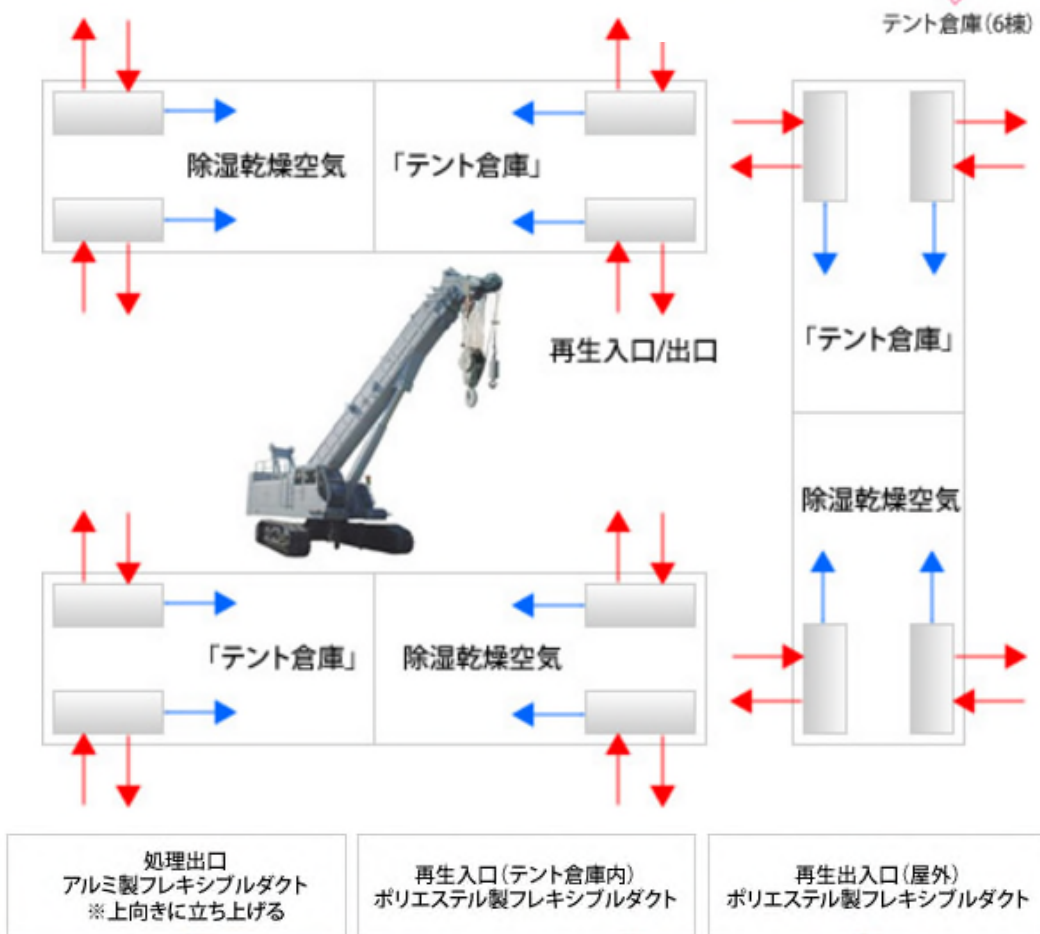 テント倉庫(6棟)
除湿乾燥空気
「テント倉庫」
再生入口/出口
「テント倉庫」
除湿乾燥空気
「テント倉庫」
除湿乾燥空気
処理出口
アルミ製フレキシブルダクト
※上向きに立ち上げる
再生入口(テント倉庫内)
ポリエステル製フレキシブルダクト
再生出入口(屋外)
ポリエステル製フレキシブルダクト